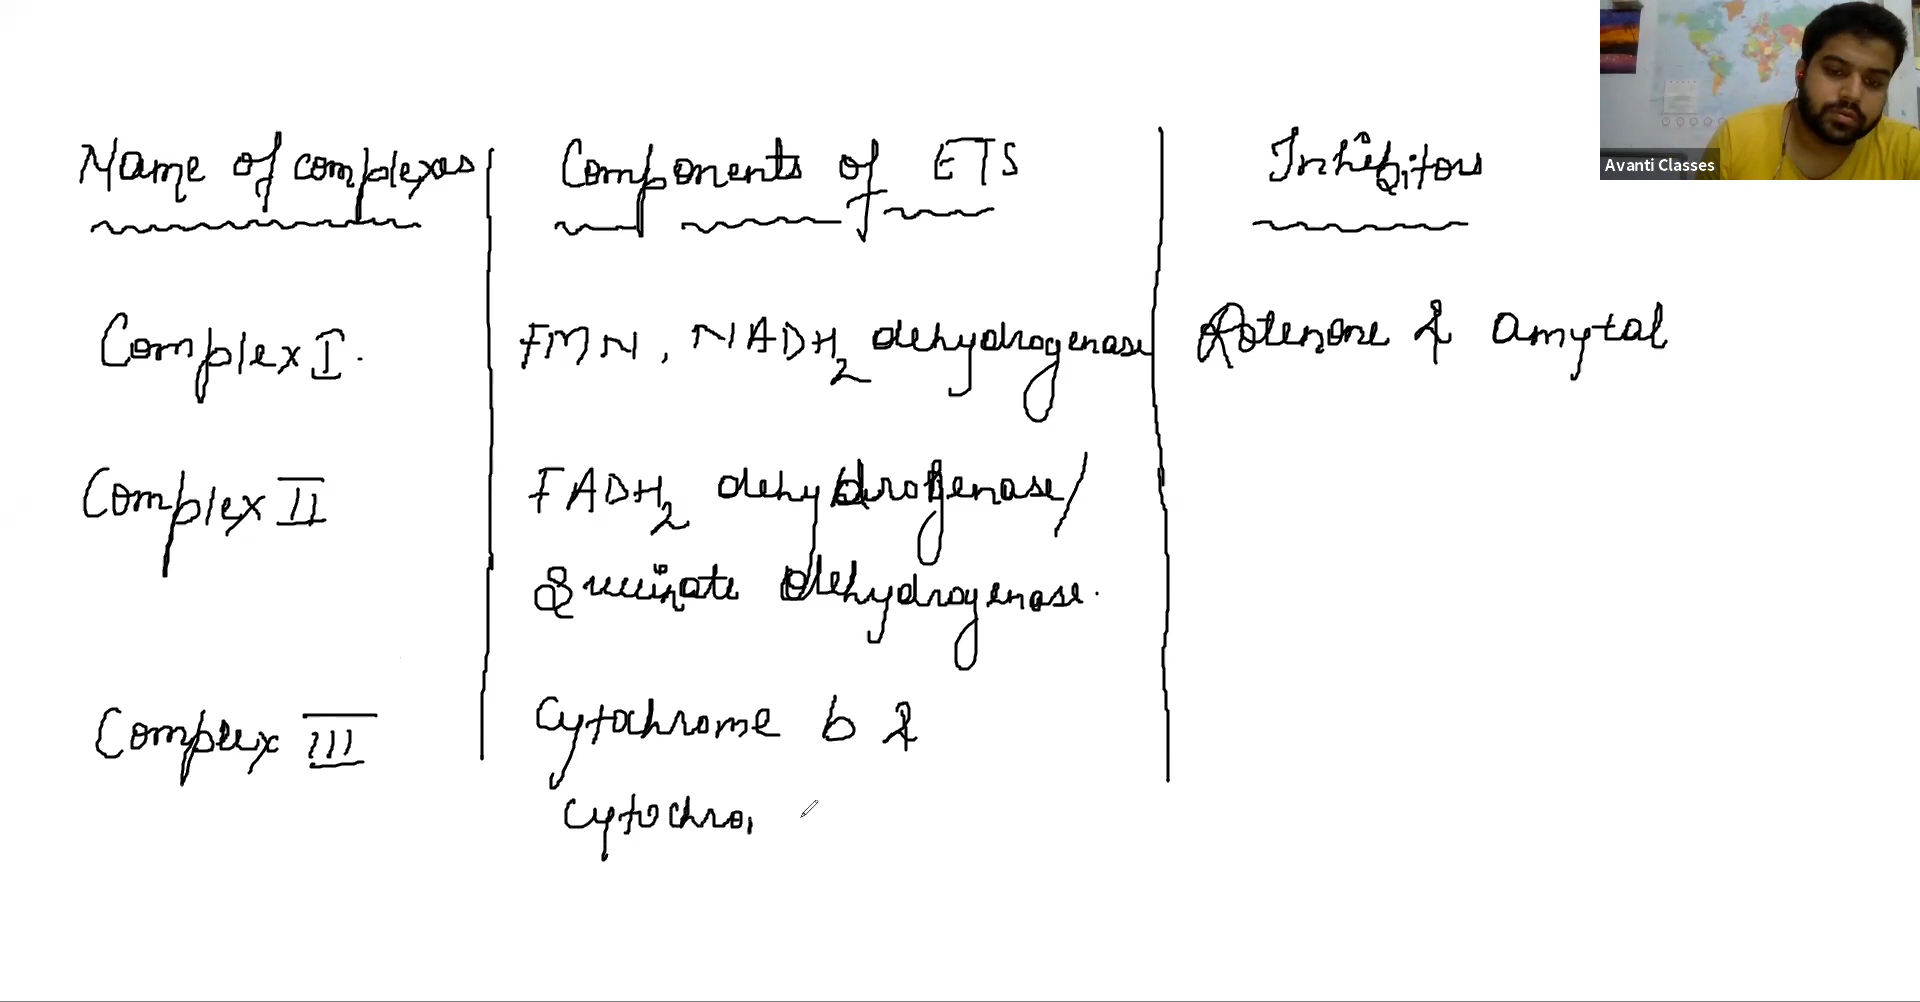 Name of complexes Components of ETS Inhibitors
Avanti Classes
Complex I. FMN, NADH2 dehydrogenase Rotenone & amytal
Complex II FADH2 dehydrogenase/
Succinate dehydrogenase.
Complex III Cytochrome b &
Cytochro